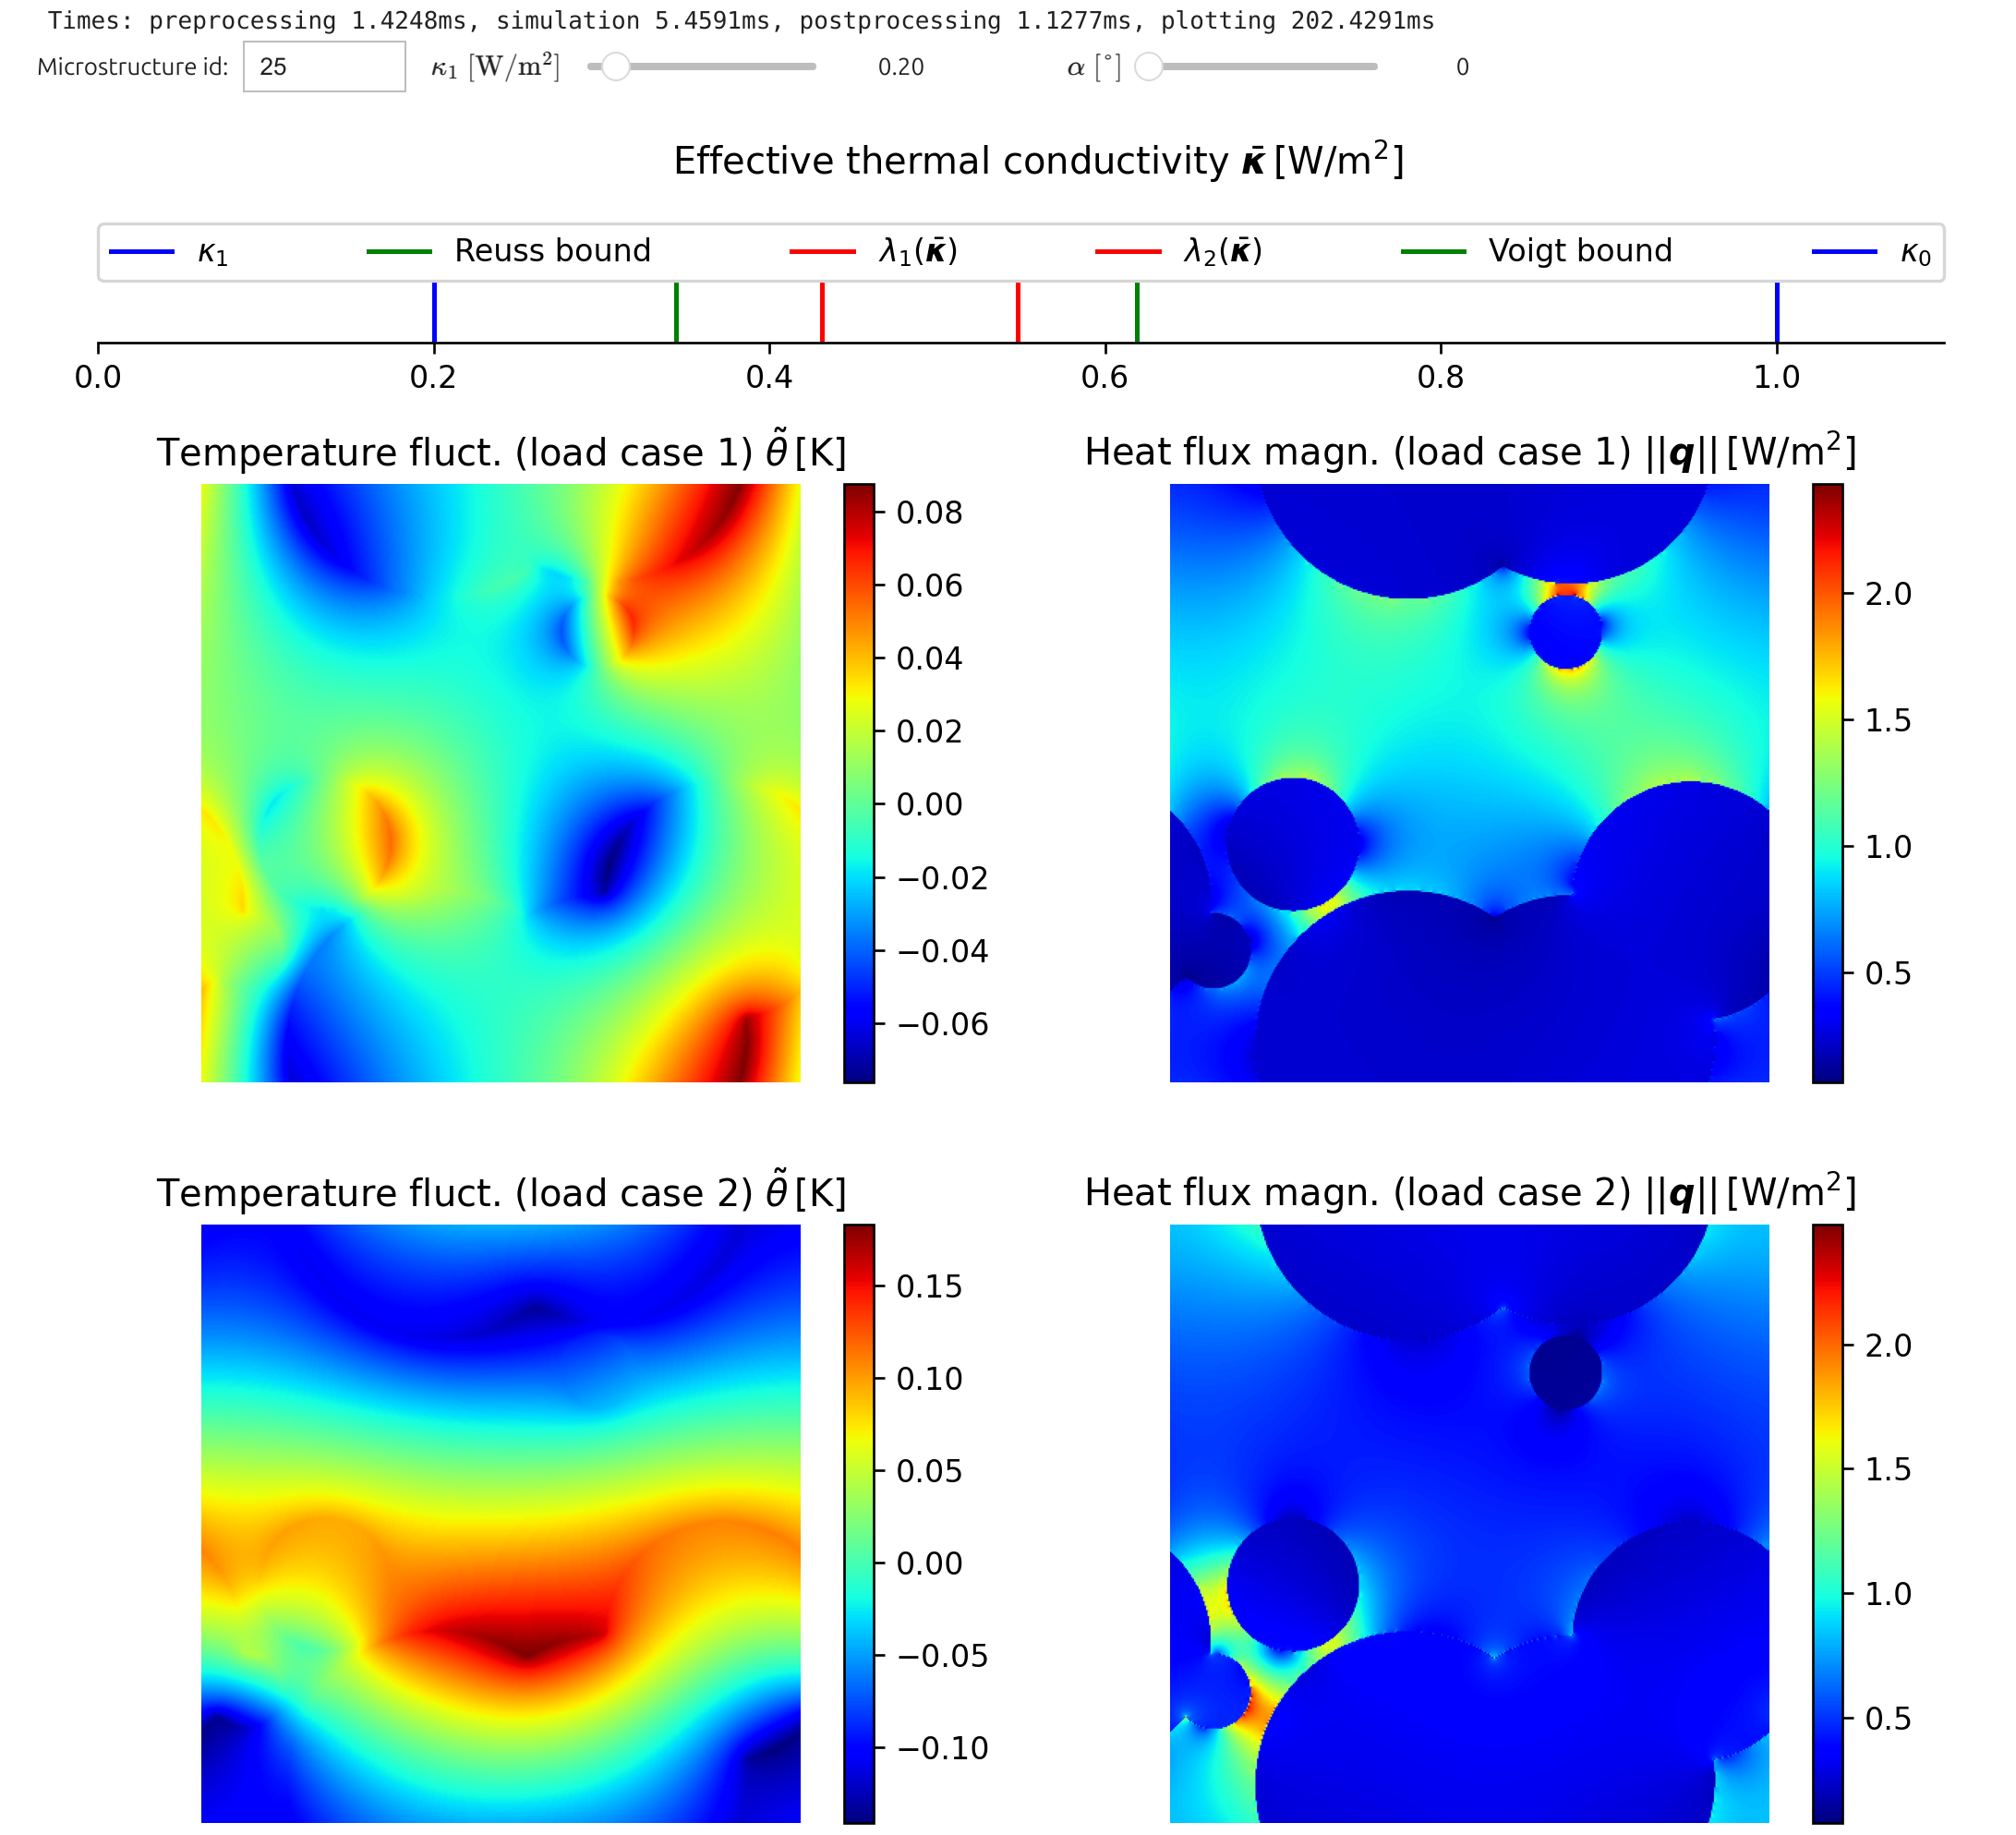 Times: preprocessing 1.4248ms, simulation 5.4591ms, postprocessing 1.1277ms, plotting 202.4291ms
Microstructure id: 25 κ₁ [W/m²] 0.20 α [°] 0
Effective thermal conductivity κ̄ [W/m²]
κ₁ Reuss bound λ₁(κ̄) λ₂(κ̄) Voigt bound κ₀
0.0 0.2 0.4 0.6 0.8 1.0
Temperature fluct. (load case 1) θ̃ [K]
0.08
0.06
0.04
0.02
0.00
−0.02
−0.04
−0.06
Heat flux magn. (load case 1) ||q|| [W/m²]
2.0
1.5
1.0
0.5
Temperature fluct. (load case 2) θ̃ [K]
0.15
0.10
0.05
0.00
−0.05
−0.10
Heat flux magn. (load case 2) ||q|| [W/m²]
2.0
1.5
1.0
0.5